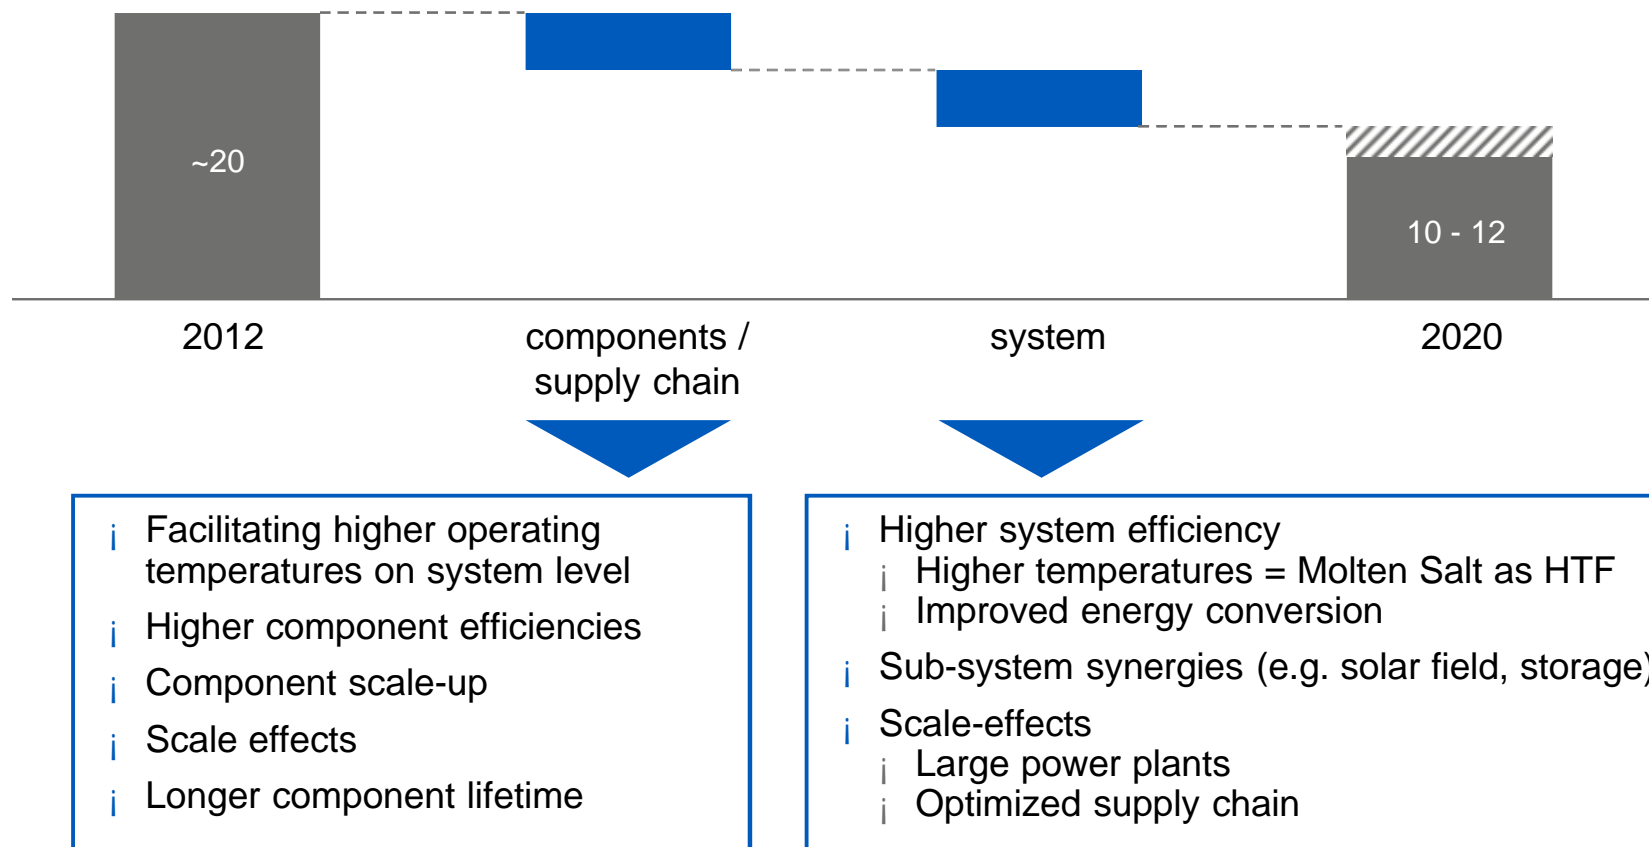 ~20
10 - 12
2012
components /
supply chain
system
2020
¡ Facilitating higher operating
temperatures on system level
¡ Higher component efficiencies
¡ Component scale-up
¡ Scale effects
¡ Longer component lifetime
¡ Higher system efficiency
¡ Higher temperatures = Molten Salt as HTF
¡ Improved energy conversion
¡ Sub-system synergies (e.g. solar field, storage)
¡ Scale-effects
¡ Large power plants
¡ Optimized supply chain